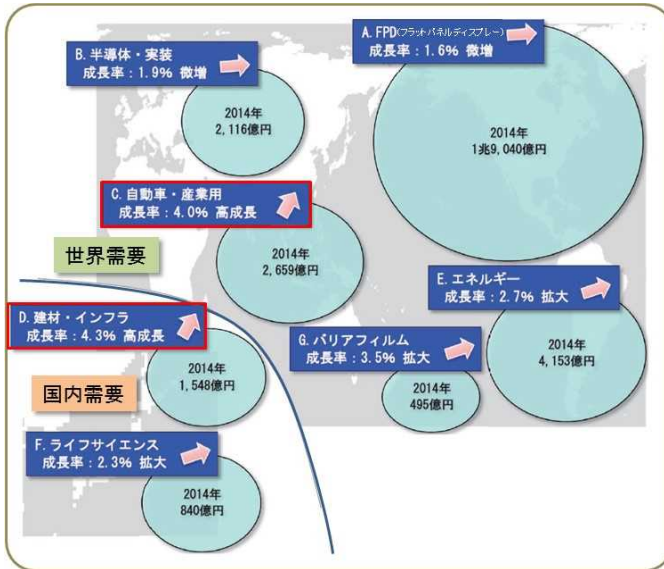 A. FPD(フラットパネルディスプレー)
成長率：1.6% 微増
2014年
1兆9,040億円
B. 半導体・実装
成長率：1.9% 微増
2014年
2,116億円
C. 自動車・産業用
成長率：4.0% 高成長
2014年
2,659億円
世界需要
E. エネルギー
成長率：2.7% 拡大
2014年
4,153億円
G. バリアフィルム
成長率：3.5% 拡大
2014年
495億円
D. 建材・インフラ
成長率：4.3% 高成長
2014年
1,548億円
国内需要
F. ライフサイエンス
成長率：2.3% 拡大
2014年
840億円